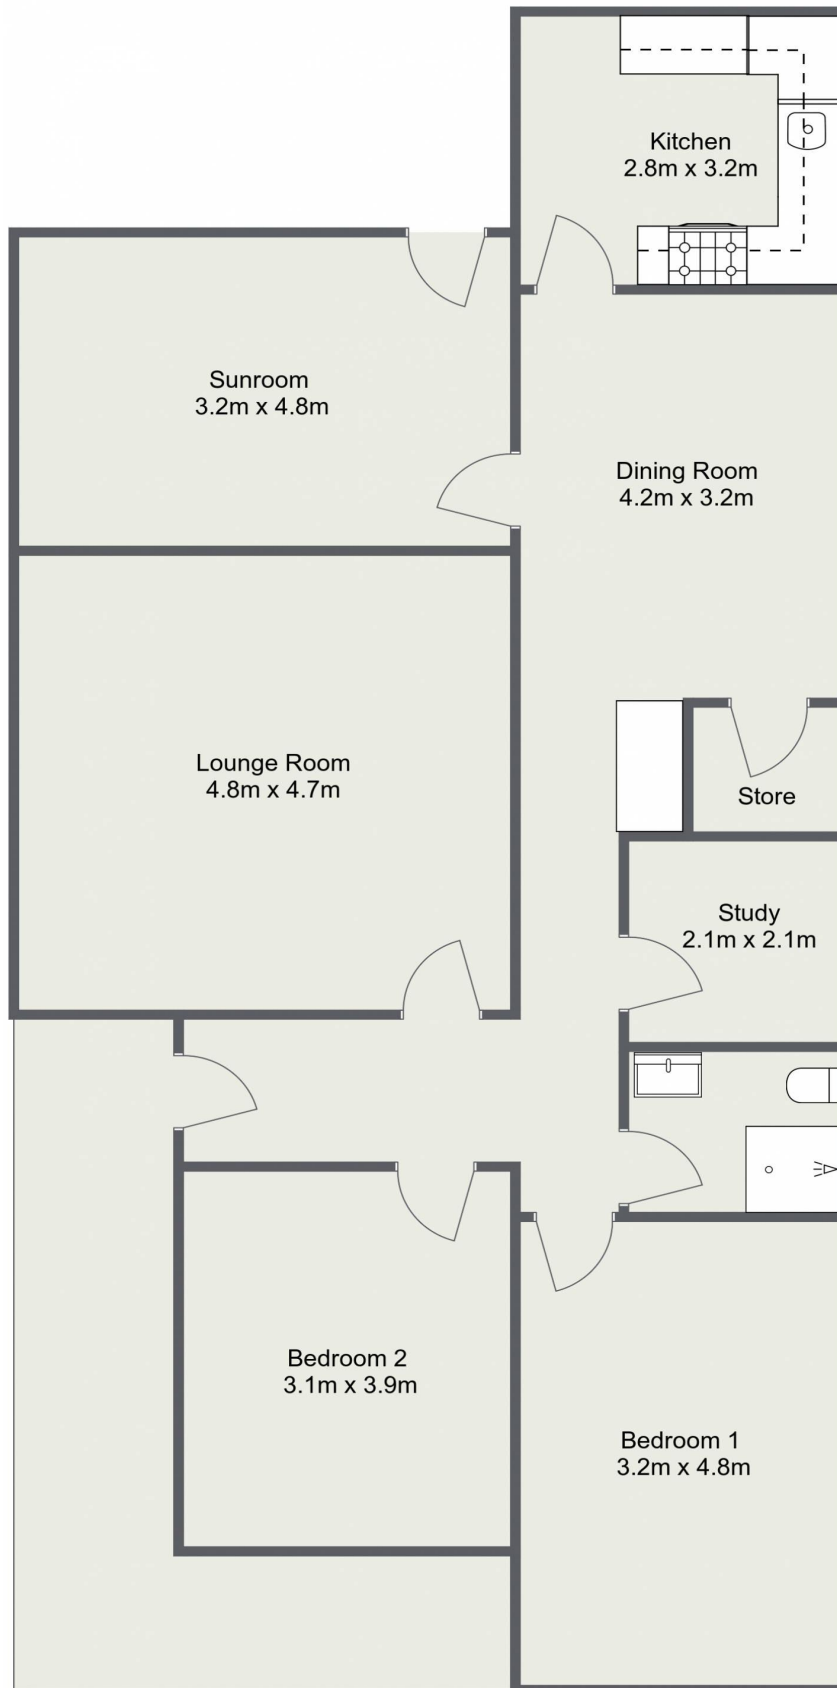 Kitchen
2.8m x 3.2m
Sunroom
3.2m x 4.8m
Dining Room
4.2m x 3.2m
Lounge Room
4.8m x 4.7m
Store
Study
2.1m x 2.1m
Bedroom 2
3.1m x 3.9m
Bedroom 1
3.2m x 4.8m